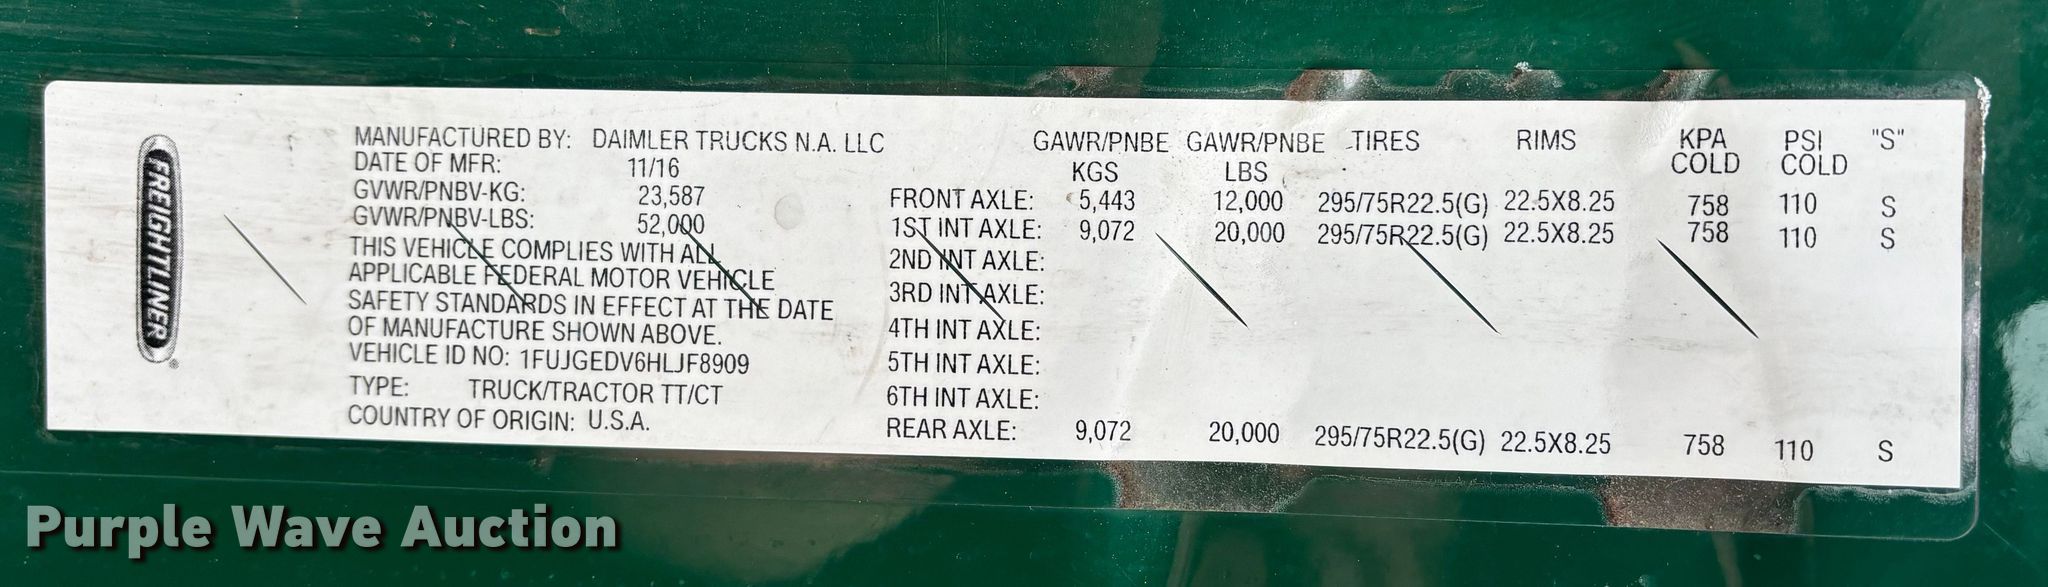 FREIGHTLINER®
MANUFACTURED BY: DAIMLER TRUCKS N.A. LLC
DATE OF MFR: 11/16
GVWR/PNBV-KG: 23,587
GVWR/PNBV-LBS: 52,000
THIS VEHICLE COMPLIES WITH ALL
APPLICABLE FEDERAL MOTOR VEHICLE
SAFETY STANDARDS IN EFFECT AT THE DATE
OF MANUFACTURE SHOWN ABOVE.
VEHICLE ID NO: 1FUJGEDV6HLJF8909
TYPE: TRUCK/TRACTOR TT/CT
COUNTRY OF ORIGIN: U.S.A.
GAWR/PNBE GAWR/PNBE TIRES RIMS KPA PSI "S"
KGS LBS COLD COLD
FRONT AXLE: 5,443 12,000 295/75R22.5(G) 22.5X8.25 758 110 S
1ST INT AXLE: 9,072 20,000 295/75R22.5(G) 22.5X8.25 758 110 S
2ND INT AXLE:
3RD INT AXLE:
4TH INT AXLE:
5TH INT AXLE:
6TH INT AXLE:
REAR AXLE: 9,072 20,000 295/75R22.5(G) 22.5X8.25 758 110 S
Purple Wave Auction